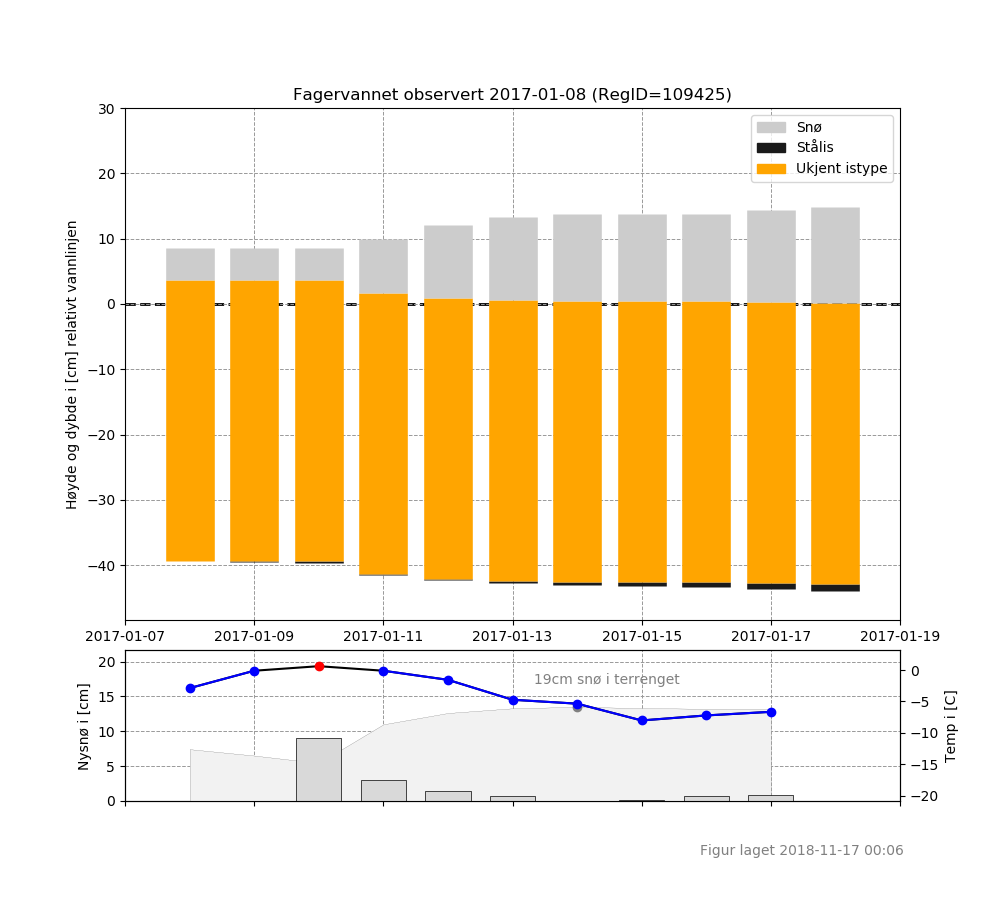 Fagervannet observert 2017-01-08 (RegID=109425)
Høyde og dybde i [cm] relativt vannlinjen
30
20
10
0
−10
−20
−30
−40
Snø
Stålis
Ukjent istype
2017-01-07 2017-01-09 2017-01-11 2017-01-13 2017-01-15 2017-01-17 2017-01-19
Nysnø i [cm]
20
15
10
5
0
19cm snø i terrenget
0
−5
−10
−15
−20
Temp i [C]
Figur laget 2018-11-17 00:06